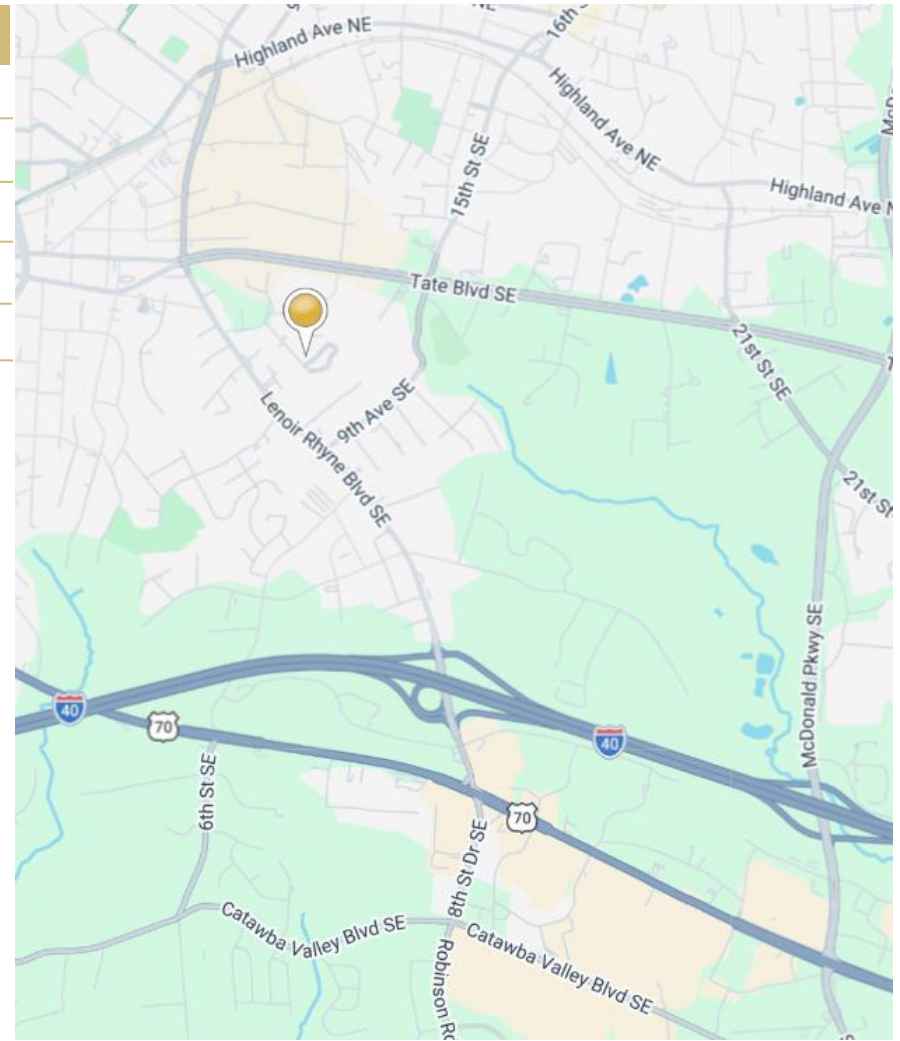 Highland Ave NE
16th
15th St SE
Highland Ave NE
Highland Ave
Tate Blvd SE
21st St SE
9th Ave SE
Lenoir Rhyne Blvd SE
21st St
McDonald Pkwy SE
40
70
40
6th St SE
70
8th St Dr SE
Catawba Valley Blvd SE
Catawba Valley Blvd SE
Robinson